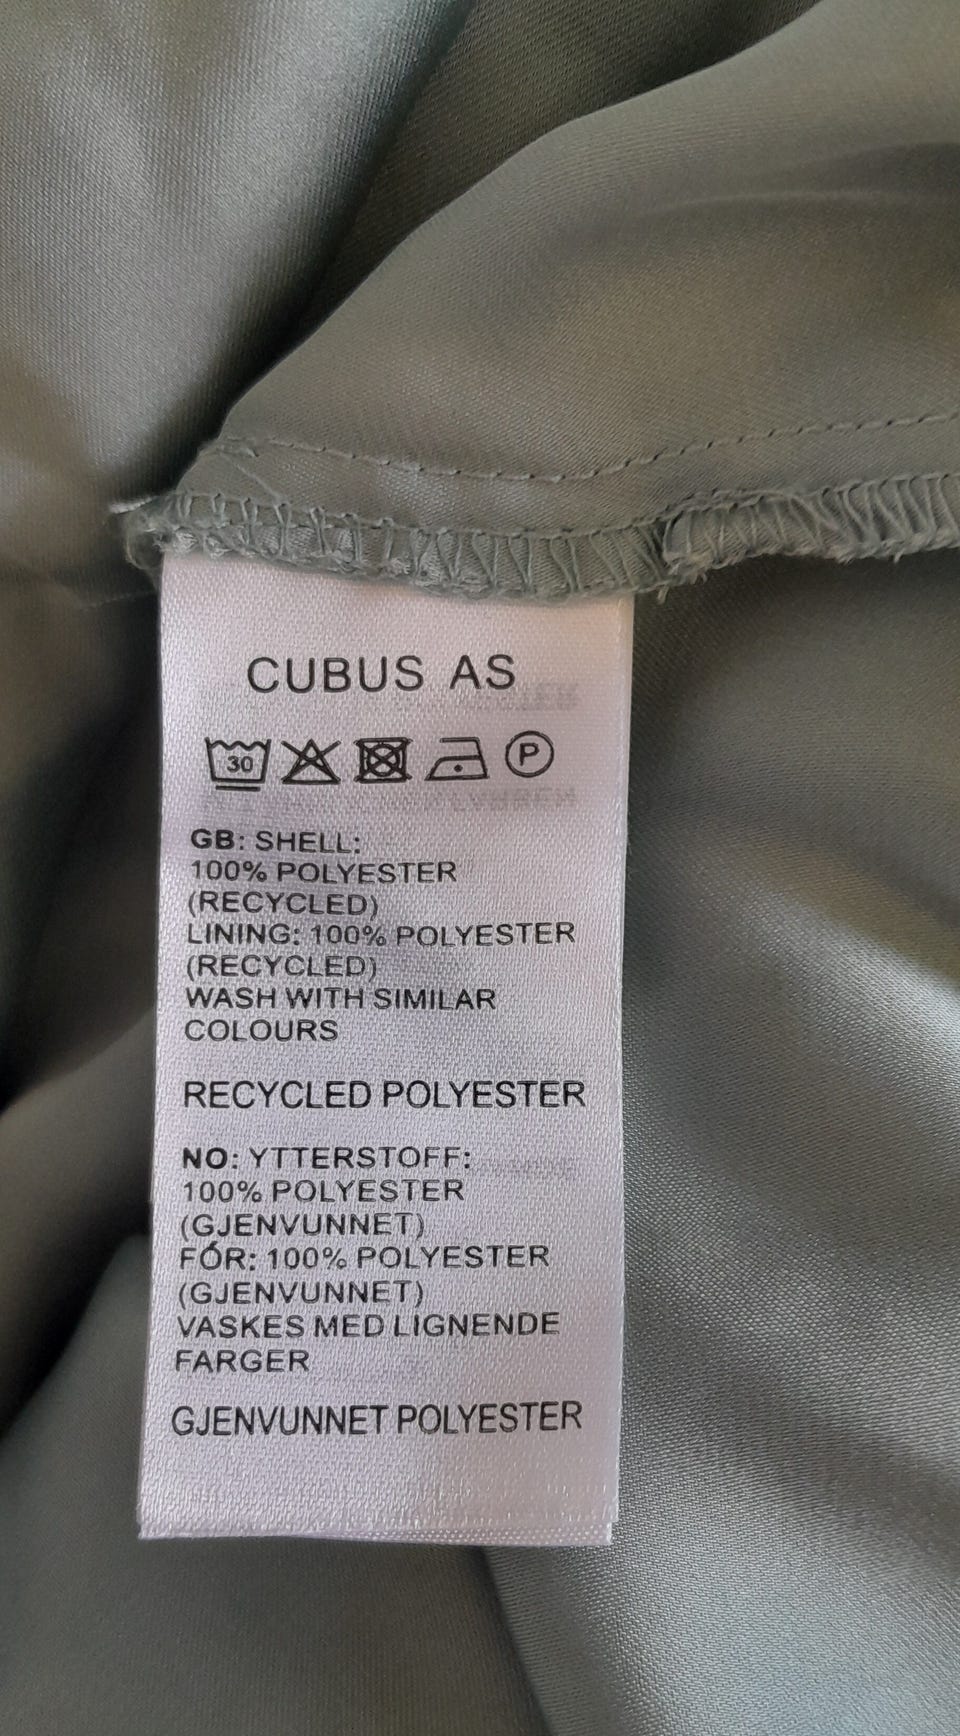 CUBUS AS
30 P
GB: SHELL:
100% POLYESTER
(RECYCLED)
LINING: 100% POLYESTER
(RECYCLED)
WASH WITH SIMILAR
COLOURS
RECYCLED POLYESTER
NO: YTTERSTOFF:
100% POLYESTER
(GJENVUNNET)
FÓR: 100% POLYESTER
(GJENVUNNET)
VASKES MED LIGNENDE
FARGER
GJENVUNNET POLYESTER